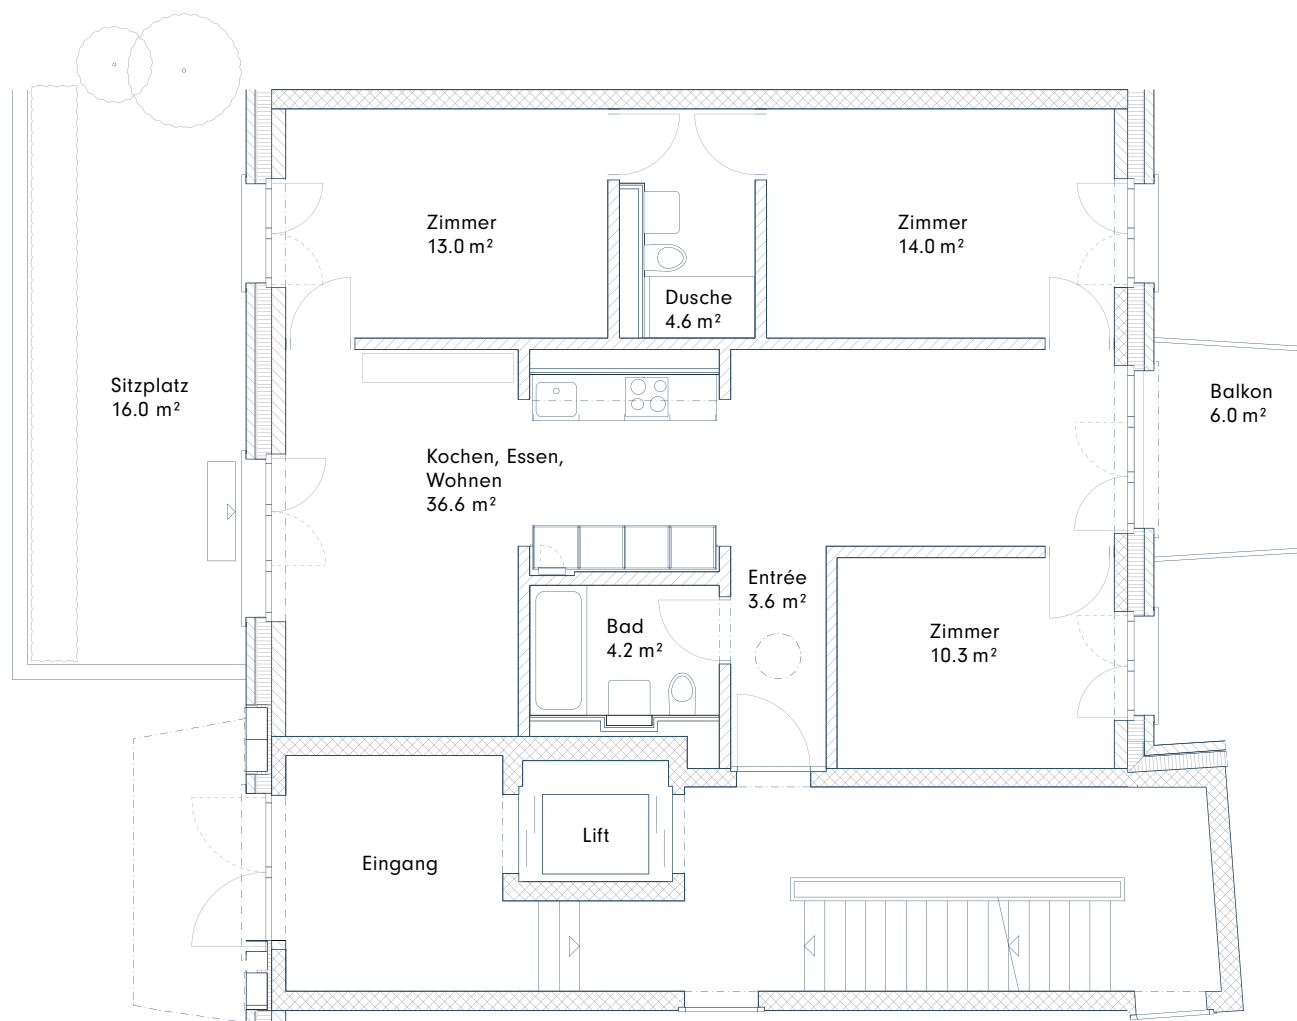 Zimmer
13.0 m²
Zimmer
14.0 m²
Dusche
4.6 m²
Sitzplatz
16.0 m²
Balkon
6.0 m²
Kochen, Essen,
Wohnen
36.6 m²
Entrée
3.6 m²
Bad
4.2 m²
Zimmer
10.3 m²
Lift
Eingang